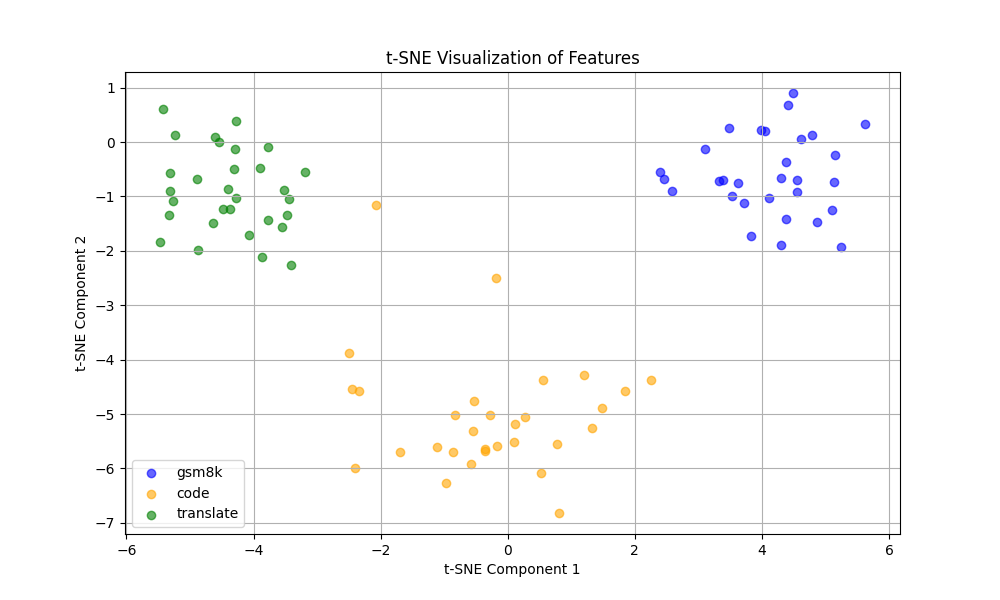 t-SNE Visualization of Features
t-SNE Component 2
1
0
−1
−2
−3
−4
−5
−6
−7
gsm8k
code
translate
−6 −4 −2 0 2 4 6
t-SNE Component 1